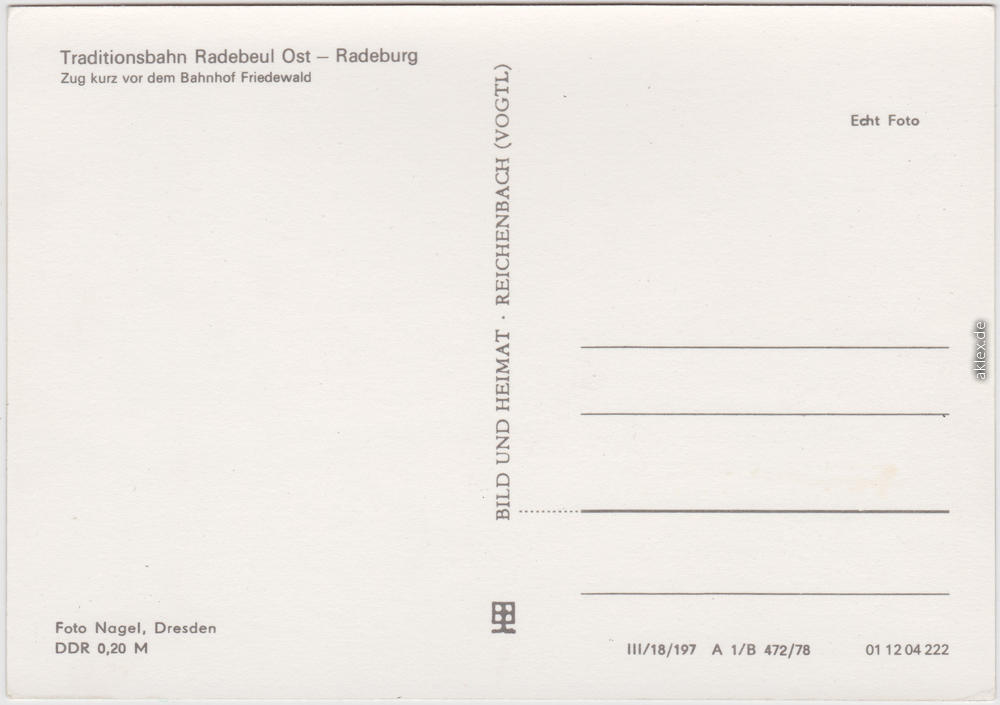 Traditionsbahn Radebeul Ost – Radeburg
Zug kurz vor dem Bahnhof Friedewald
BILD UND HEIMAT · REICHENBACH (VOGTL)
Echt Foto
aklex.de
Foto Nagel, Dresden
DDR 0,20 M
III/18/197 A 1/B 472/78 01 12 04 222